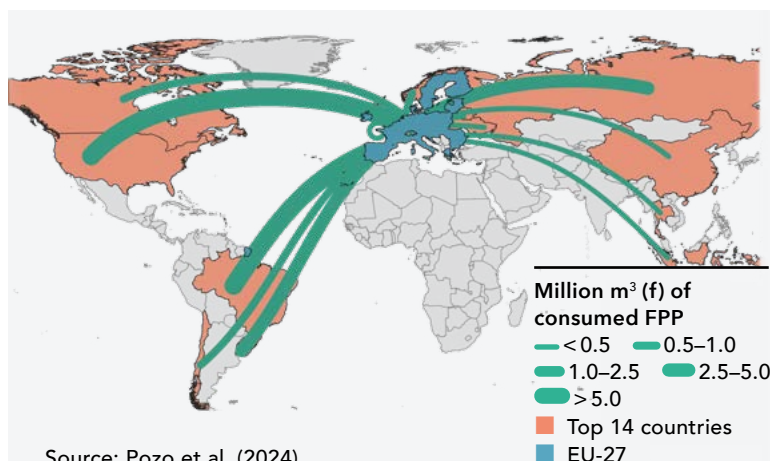 Million m³ (f) of
consumed FPP
<0.5 0.5–1.0
1.0–2.5 2.5–5.0
>5.0
Top 14 countries
EU-27
Source: Pozo et al. (2024)